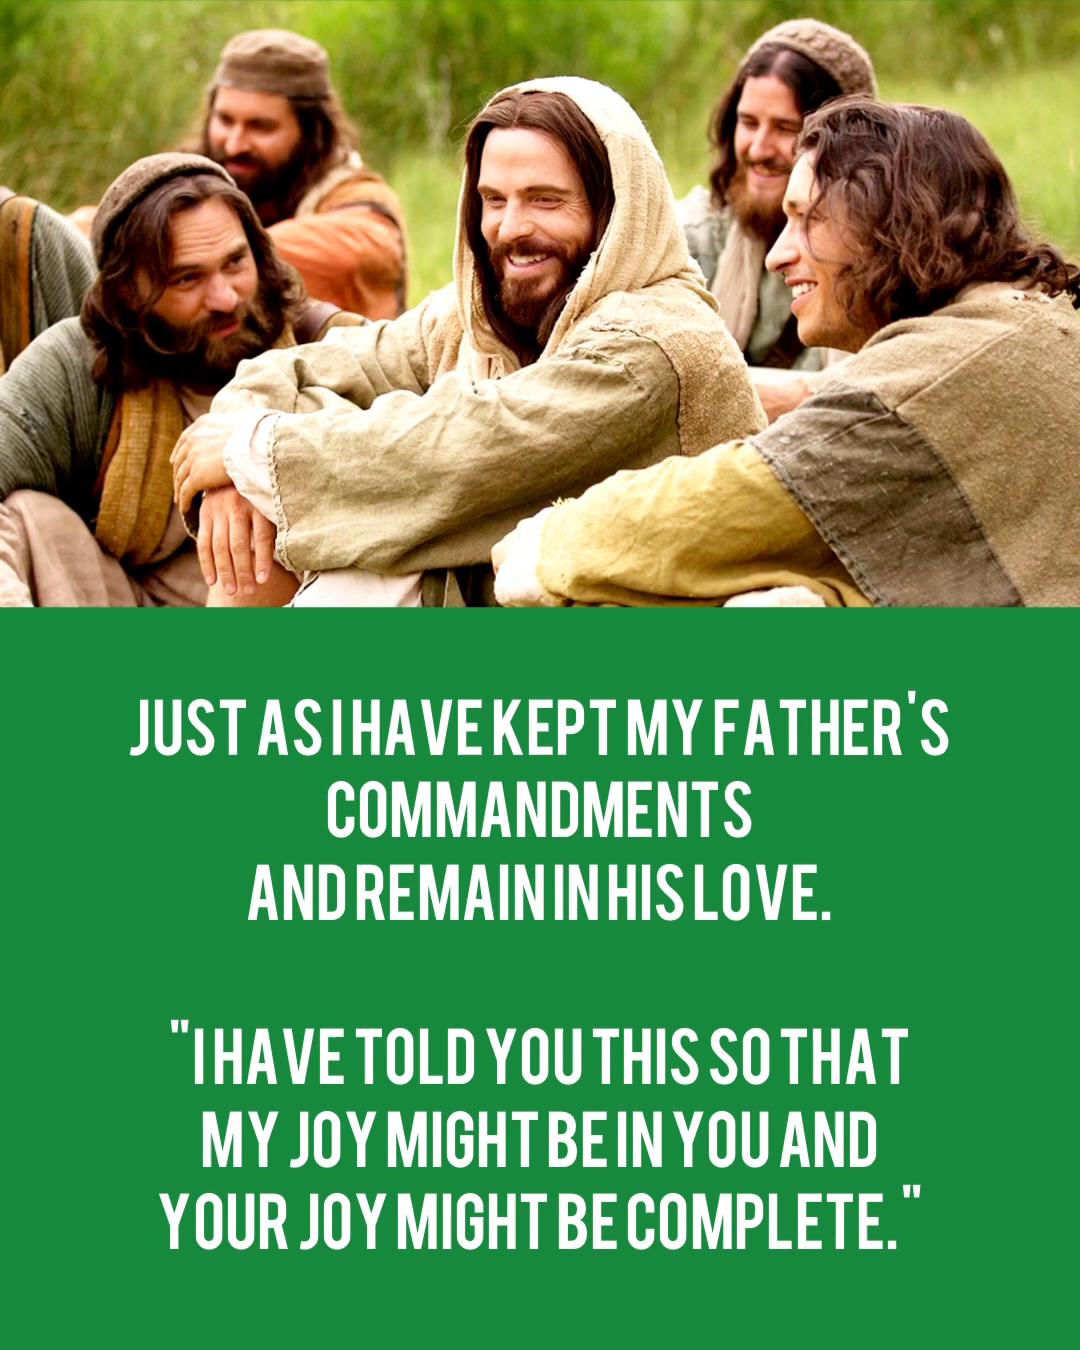 JUST AS I HAVE KEPT MY FATHER'S
COMMANDMENTS
AND REMAIN IN HIS LOVE.
"I HAVE TOLD YOU THIS SO THAT
MY JOY MIGHT BE IN YOU AND
YOUR JOY MIGHT BE COMPLETE."